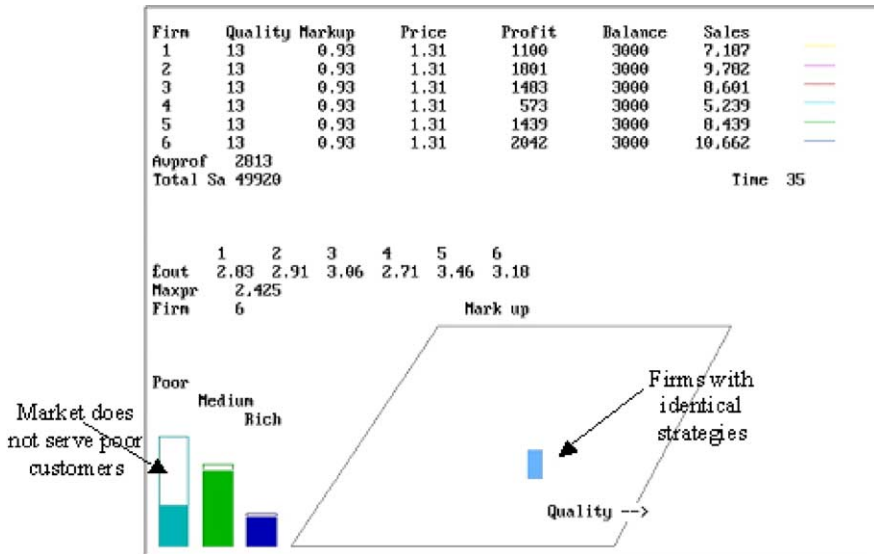 Firm Quality Markup Price Profit Balance Sales
1 13 0.93 1.31 1100 3000 7,187
2 13 0.93 1.31 1801 3000 9,782
3 13 0.93 1.31 1483 3000 8,601
4 13 0.93 1.31 573 3000 5,239
5 13 0.93 1.31 1439 3000 8,439
6 13 0.93 1.31 2042 3000 10,662
Avprof 2813
Total Sa 49920 Time 35
1 2 3 4 5 6
£out 2.83 2.91 3.06 2.71 3.46 3.18
Maxpr 2,425
Firm 6 Mark up
Poor
Medium
Rich
Market does
not serve poor
customers
Firms with
identical
strategies
Quality -->